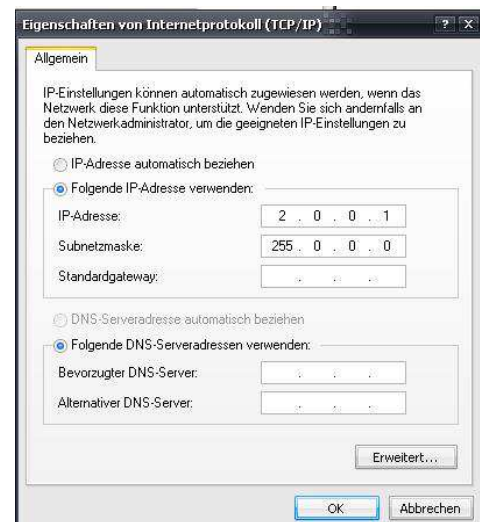 Eigenschaften von Internetprotokoll (TCP/IP)
Allgemein
IP-Einstellungen können automatisch zugewiesen werden, wenn das
Netzwerk diese Funktion unterstützt. Wenden Sie sich andernfalls an
den Netzwerkadministrator, um die geeigneten IP-Einstellungen zu
beziehen.
IP-Adresse automatisch beziehen
Folgende IP-Adresse verwenden:
IP-Adresse: 2 . 0 . 0 . 1
Subnetzmaske: 255 . 0 . 0 . 0
Standardgateway: . . .
DNS-Serveradresse automatisch beziehen
Folgende DNS-Serveradressen verwenden:
Bevorzugter DNS-Server: . . .
Alternativer DNS-Server: . . .
Erweitert...
OK Abbrechen